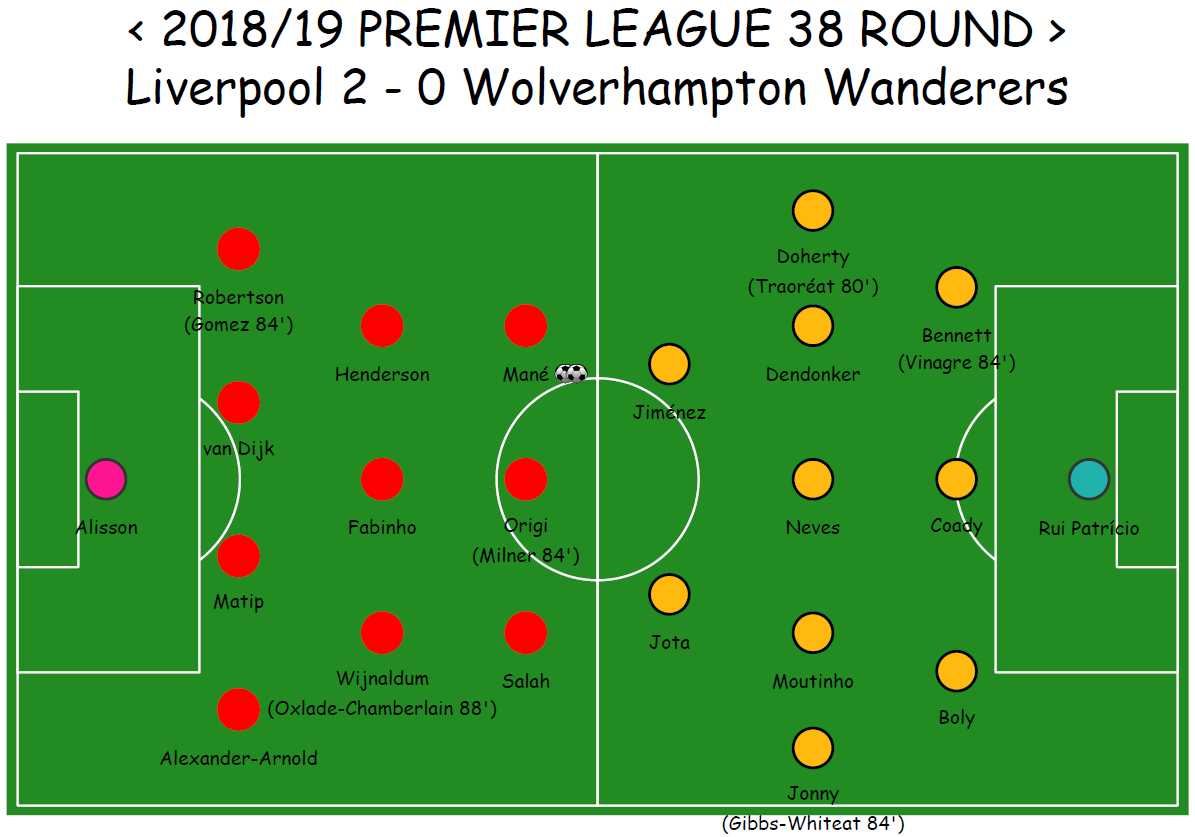 < 2018/19 PREMIER LEAGUE 38 ROUND >
Liverpool 2 - 0 Wolverhampton Wanderers
Robertson
(Gomez 84')
van Dijk
Alisson
Matip
Alexander-Arnold
Henderson
Fabinho
Wijnaldum
(Oxlade-Chamberlain 88')
Mané
Origi
(Milner 84')
Salah
Jiménez
Jota
Doherty
(Traoréat 80')
Dendonker
Neves
Moutinho
Jonny
(Gibbs-Whiteat 84')
Bennett
(Vinagre 84')
Coady
Boly
Rui Patrício